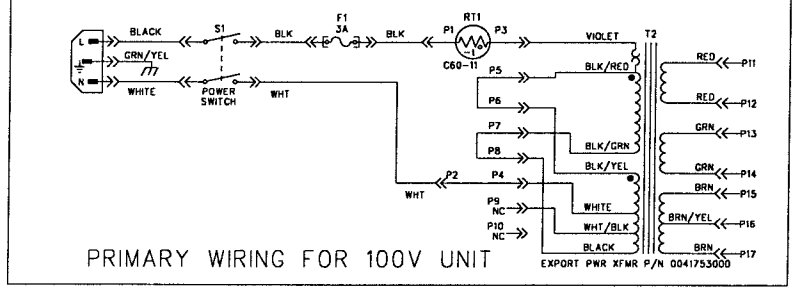 F1
3A
RT1
T2
S1
BLACK
L
BLK
BLK
P1
P3
VIOLET
GRN/YEL
C60-11
P5
BLK/RED
RED
P11
N
WHITE
POWER
SWITCH
WHT
P6
RED
P12
P7
GRN
P13
P8
BLK/GRN
BLK/YEL
GRN
P14
WHT
P2
P4
BRN
P15
P9
NC
WHITE
BRN/YEL
P16
P10
NC
WHT/BLK
BLACK
BRN
P17
PRIMARY WIRING FOR 100V UNIT
EXPORT PWR XFMR P/N 0041753000